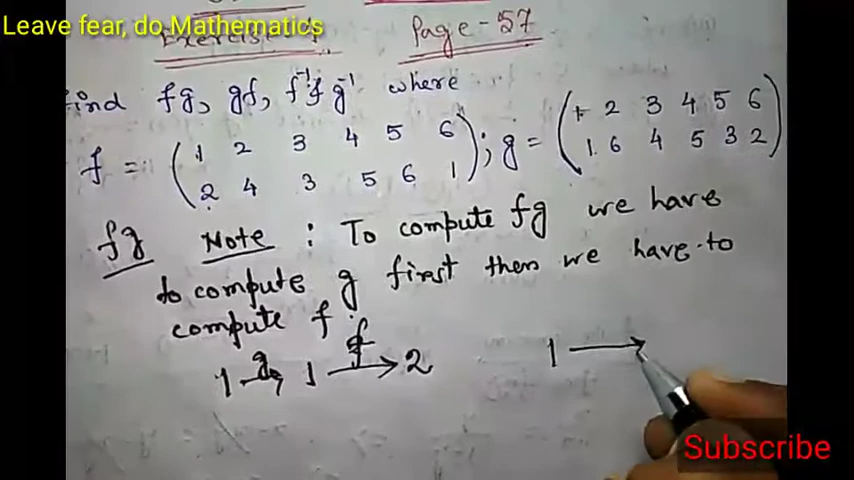 Leave fear, do Mathematics
Exercise Page-57
Find fg, gf, f⁻¹, g⁻¹ where
f = ( 1 2 3 4 5 6 ) ; g = ( 1 2 3 4 5 6 )
2 4 3 5 6 1 1 6 4 5 3 2
fg Note : To compute fg we have
to compute g first then we have to
compute f.
1 →g 1 →f 2 1 →
Subscribe